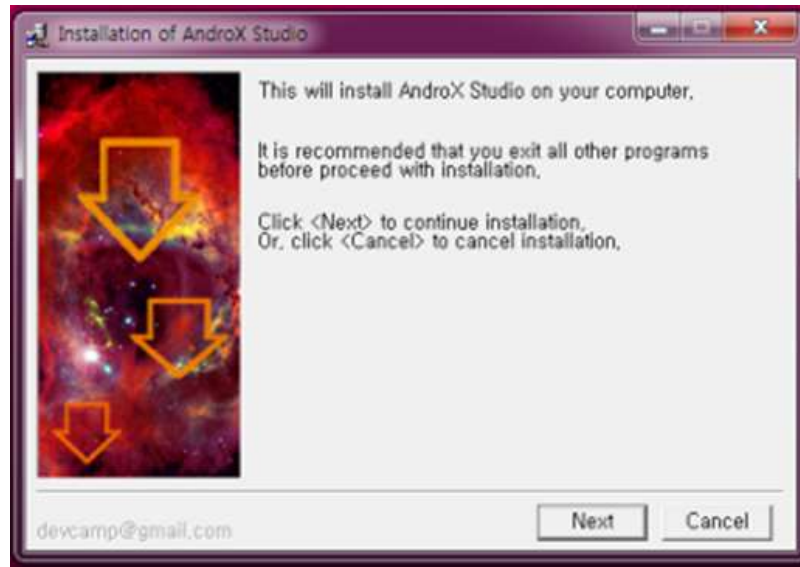 Installation of AndroX Studio
This will install AndroX Studio on your computer,
It is recommended that you exit all other programs
before proceed with installation,
Click <Next> to continue installation,
Or, click <Cancel> to cancel installation,
devcamp@gmail.com
Next
Cancel